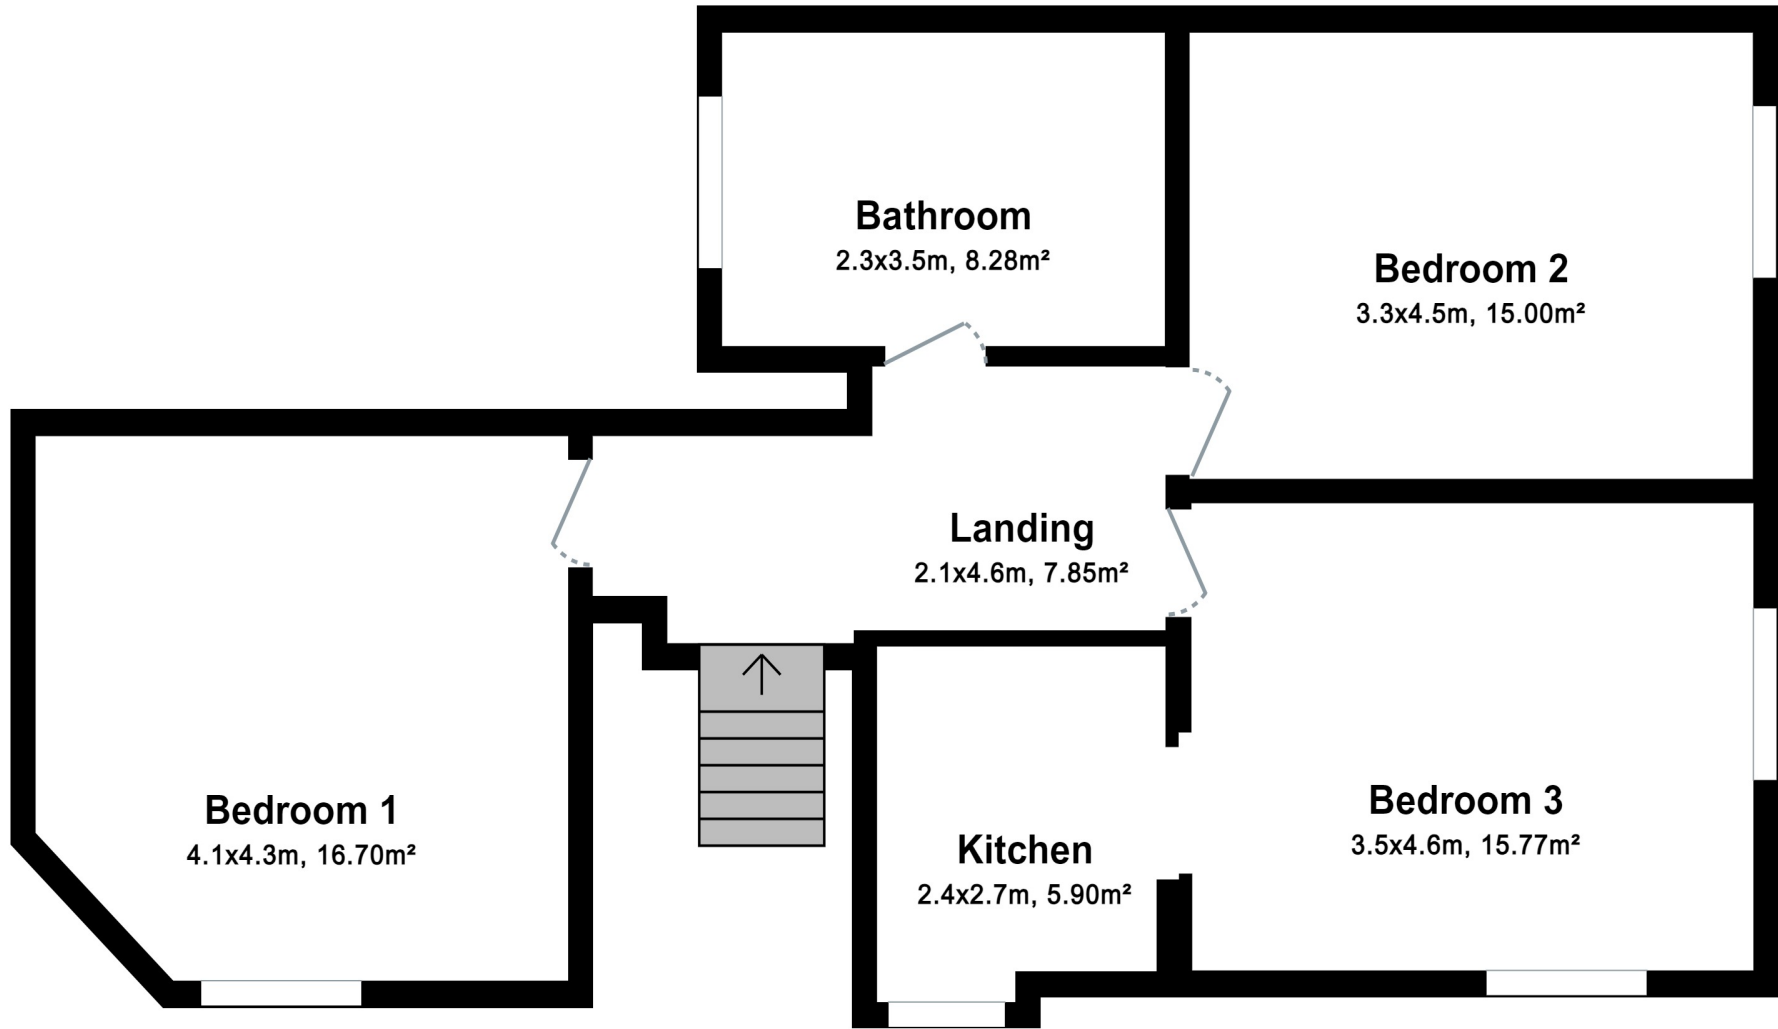 Bathroom
2.3x3.5m, 8.28m²
Bedroom 2
3.3x4.5m, 15.00m²
Landing
2.1x4.6m, 7.85m²
Bedroom 1
4.1x4.3m, 16.70m²
Kitchen
2.4x2.7m, 5.90m²
Bedroom 3
3.5x4.6m, 15.77m²